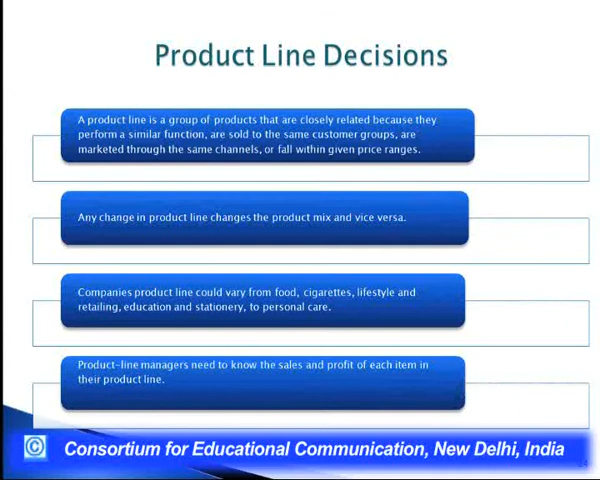 Product Line Decisions
A product line is a group of products that are closely related because they
perform a similar function, are sold to the same customer groups, are
marketed through the same channels, or fall within given price ranges.
Any change in product line changes the product mix and vice versa.
Companies product line could vary from food, cigarettes, lifestyle and
retailing, education and stationery, to personal care.
Product-line managers need to know the sales and profit of each item in
their product line.
© Consortium for Educational Communication, New Delhi, India